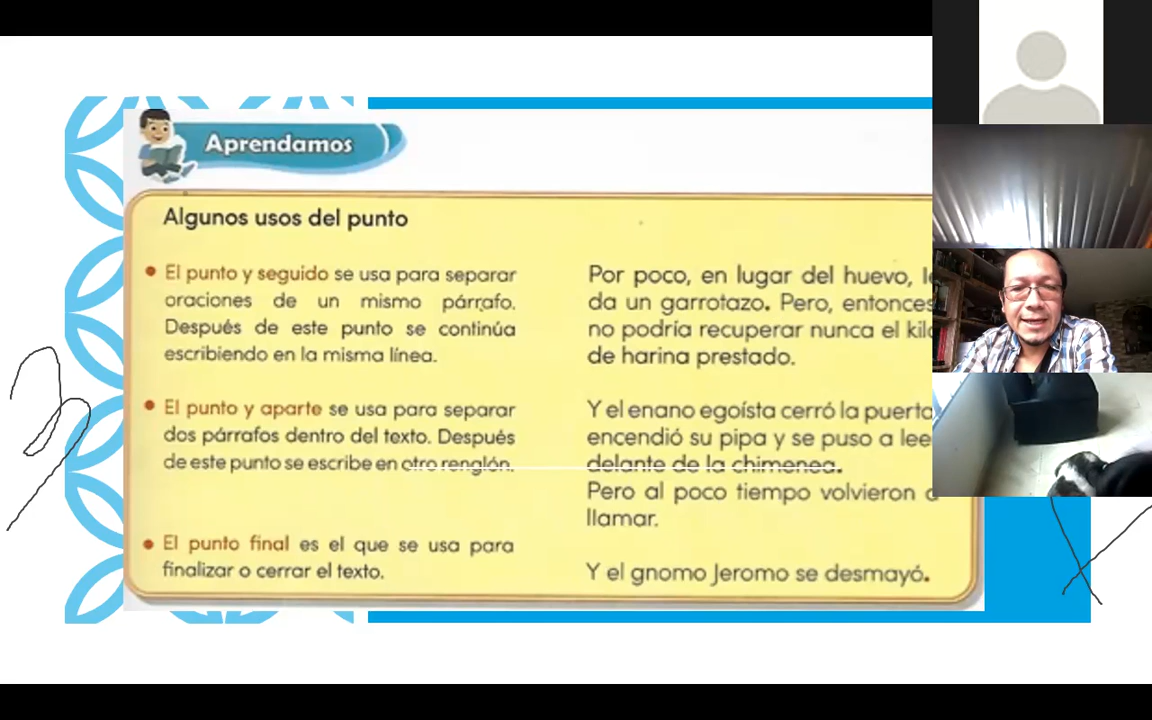 Aprendamos
Algunos usos del punto
El punto y seguido se usa para separar
oraciones de un mismo párrafo.
Después de este punto se continúa
escribiendo en la misma línea.
Por poco, en lugar del huevo,
da un garrotazo. Pero, entonces
no podría recuperar nunca el
de harina prestado.
El punto y aparte se usa para separar
dos párrafos dentro del texto. Después
de este punto se escribe en otro renglón.
Y el enano egoísta cerró la puerta
encendió su pipa y se puso a
delante de la chimenea.
Pero al poco tiempo volvieron
llamar.
El punto final es el que se usa para
finalizar o cerrar el texto.
Y el gnomo Jeromo se desmayó.